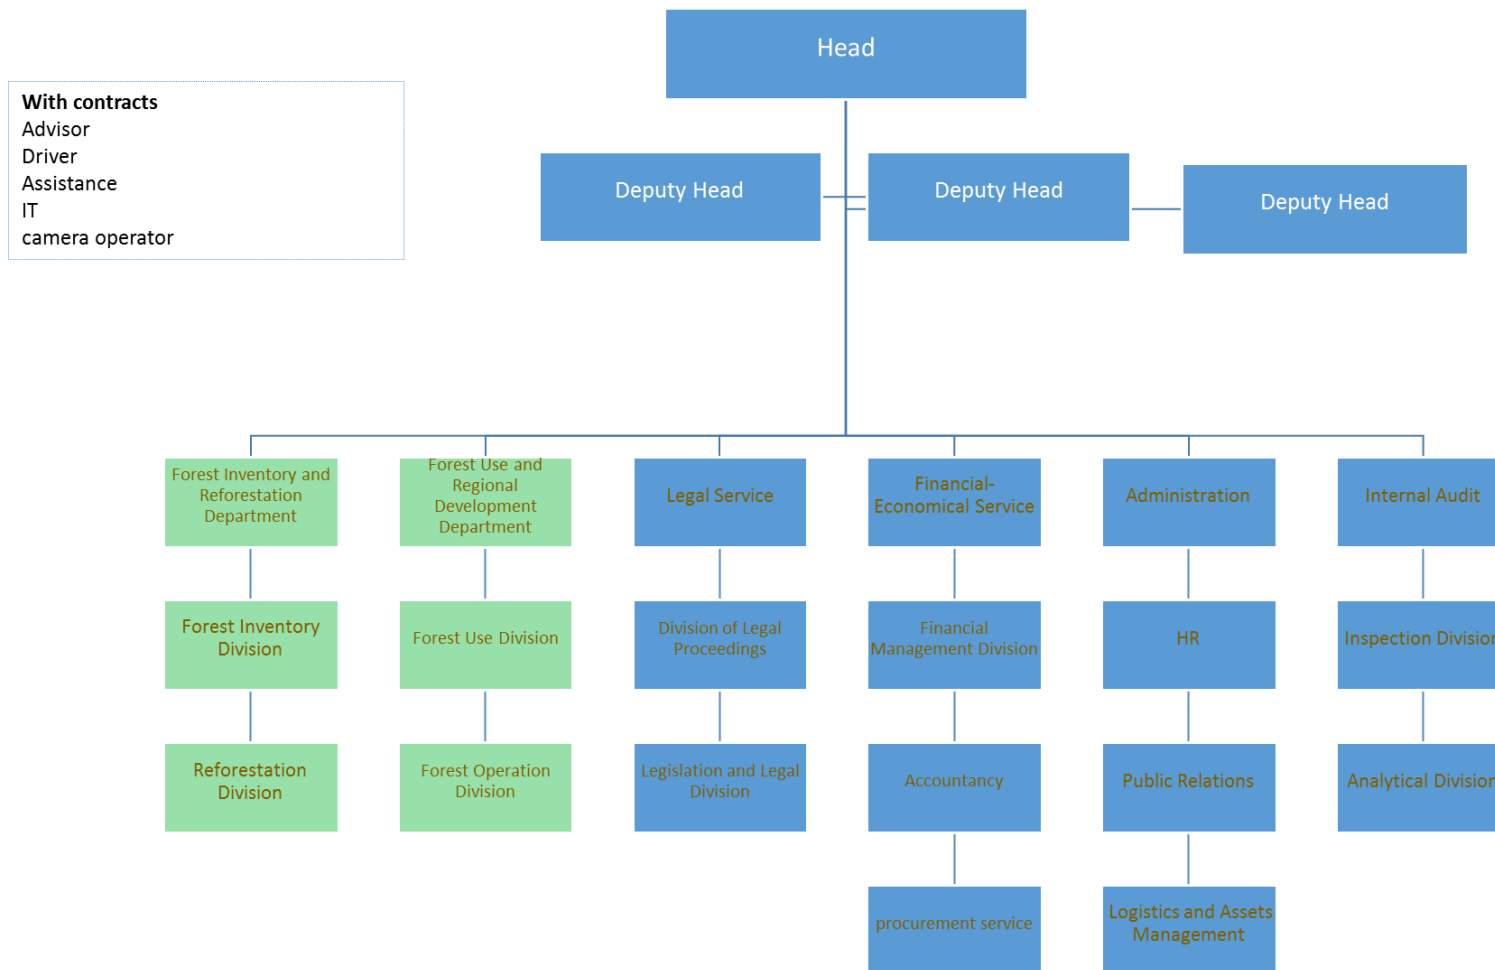 Head
With contracts
Advisor
Driver
Assistance
IT
camera operator
Deputy Head
Deputy Head
Deputy Head
Forest Inventory and
Reforestation
Department
Forest Use and
Regional
Development
Department
Legal Service
Financial-
Economical Service
Administration
Internal Audit
Forest Inventory
Division
Forest Use Division
Division of Legal
Proceedings
Financial
Management Division
HR
Inspection Division
Reforestation
Division
Forest Operation
Division
Legislation and Legal
Division
Accountancy
Public Relations
Analytical Division
procurement service
Logistics and Assets
Management